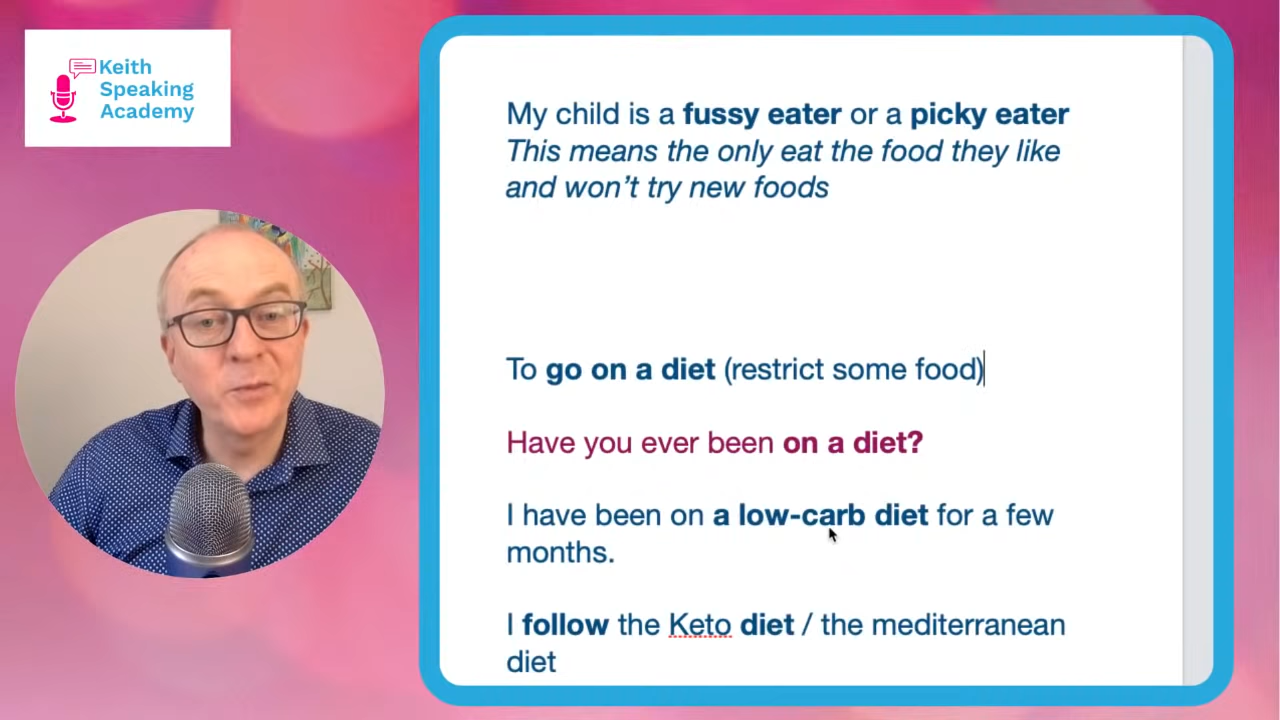 Keith
Speaking
Academy
My child is a fussy eater or a picky eater
This means the only eat the food they like
and won't try new foods
To go on a diet (restrict some food)
Have you ever been on a diet?
I have been on a low-carb diet for a few
months.
I follow the Keto diet / the mediterranean
diet